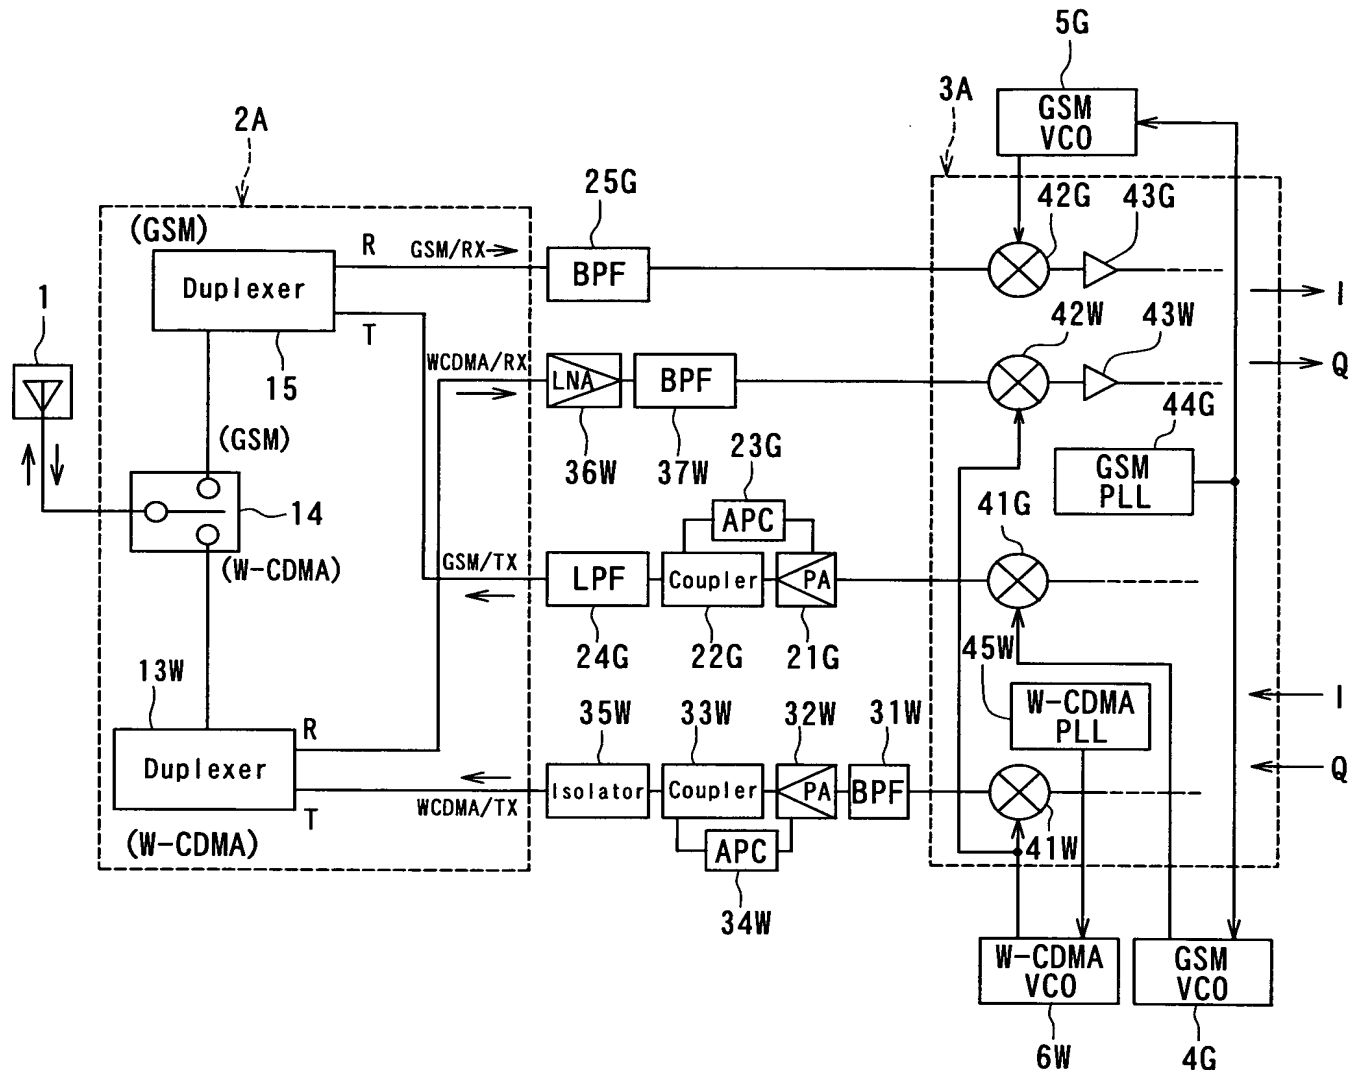 5G
3A
GSM
VCO
2A
25G
42G
43G
(GSM)
R
GSM/RX
BPF
Duplexer
1
T
I
42W
43W
WCDMA/RX
15
LNA
BPF
Q
44G
(GSM)
23G
36W
37W
GSM
PLL
14
APC
41G
(W-CDMA)
GSM/TX
LPF
Coupler
PA
24G
22G
21G
45W
13W
35W
33W
32W
31W
W-CDMA
PLL
I
R
Duplexer
Isolator
Coupler
PA
BPF
Q
T
WCDMA/TX
(W-CDMA)
APC
41W
34W
W-CDMA
VCO
GSM
VCO
6W
4G